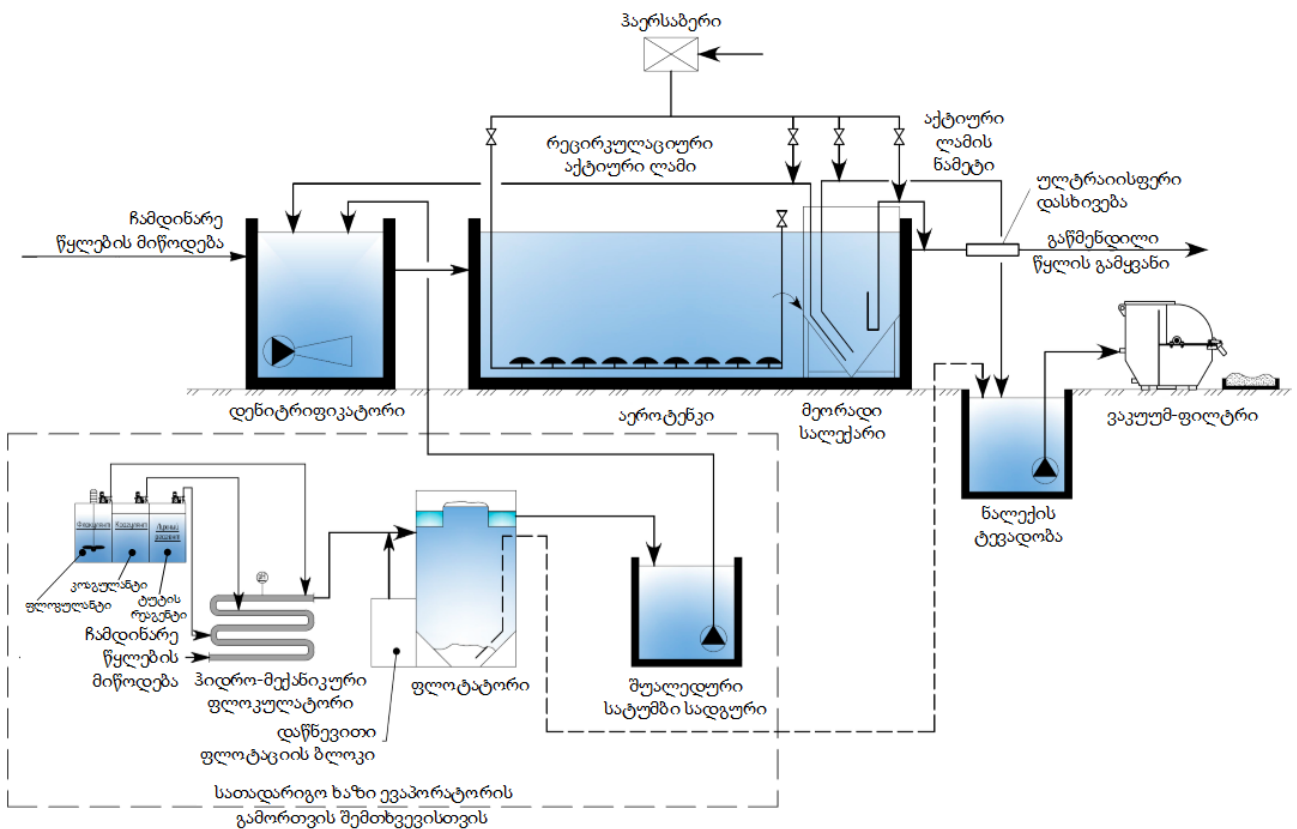 ჰაერსაბერი
რეცირკულაციური
აქტიური ლამი
აქტიური
ლამის
ნამეტი
ულტრაიისფერი
დასხივება
ჩამდინარე
წყლების მიწოდება
გაწმენდილი
წყლის გამყვანი
დენიტრიფიკატორი
აეროტენკი
მეორადი
სალექარი
ვაკუუმ-ფილტრი
ნალექის
ტევადობა
Флокулянт
Коагулянт
კოაგულანტი
ფლოკულანტი
ტუტის
რეაგენტი
ჩამდინარე
წყლების
მიწოდება
ჰიდრო-მექანიკური
ფლოკულატორი
ფლოტატორი
შუალედური
სატუმბი სადგური
დაწნევითი
ფლოტაციის ბლოკი
სათადარიგო ხაზი ევაპორატორის
გამორთვის შემთხვევისთვის